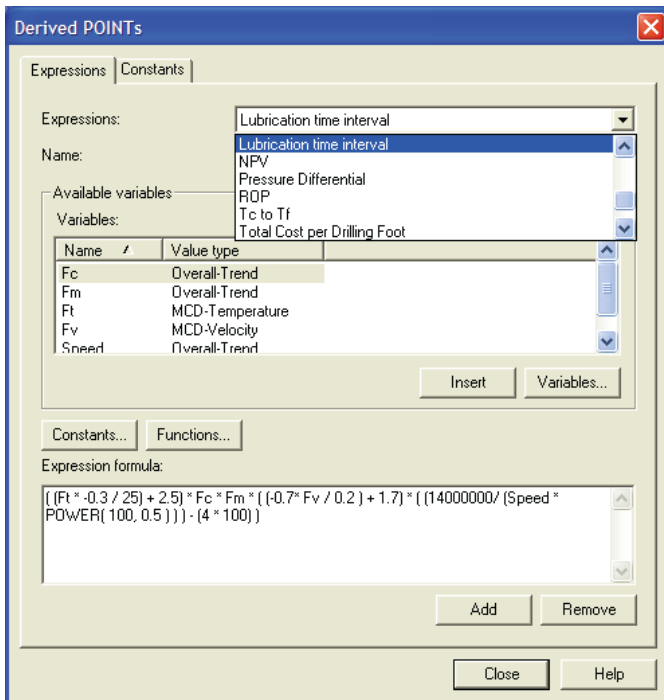 Derived POINTs
Expressions Constants
Expressions: Lubrication time interval
Lubrication time interval
NPV
Name:
Pressure Differential
ROP
Available variables
Tc to Tf
Variables:
Total Cost per Drilling Foot
Name Value type
Fc Overall-Trend
Fm Overall-Trend
Ft MCD-Temperature
Fv MCD-Velocity
Speed Overall-Trend
Insert Variables...
Constants... Functions...
Expression formula:
( (Ft * -0.3 / 25) + 2.5) * Fc * Fm * ( (-0.7* Fv / 0.2 ) + 1.7) * ( (14000000/ (Speed *
POWER( 100, 0.5 ) ) ) - (4 * 100) )
Add Remove
Close Help